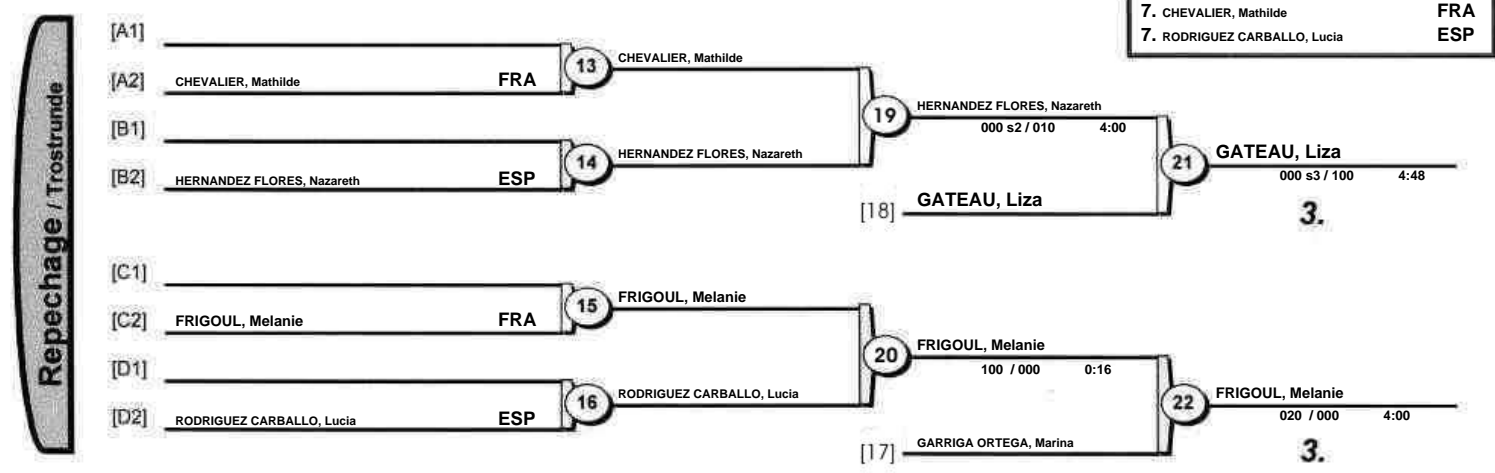 7. CHEVALIER, Mathilde FRA
7. RODRIGUEZ CARBALLO, Lucia ESP
Repechage / Trostrunde
[A1]
[A2] CHEVALIER, Mathilde FRA
13 CHEVALIER, Mathilde
[B1]
[B2] HERNANDEZ FLORES, Nazareth ESP
14 HERNANDEZ FLORES, Nazareth
19 HERNANDEZ FLORES, Nazareth
000 s2 / 010 4:00
[18] GATEAU, Liza
21 GATEAU, Liza
000 s3 / 100 4:48
3.
[C1]
[C2] FRIGOUL, Melanie FRA
15 FRIGOUL, Melanie
[D1]
[D2] RODRIGUEZ CARBALLO, Lucia ESP
16 RODRIGUEZ CARBALLO, Lucia
20 FRIGOUL, Melanie
100 / 000 0:16
[17] GARRIGA ORTEGA, Marina
22 FRIGOUL, Melanie
020 / 000 4:00
3.